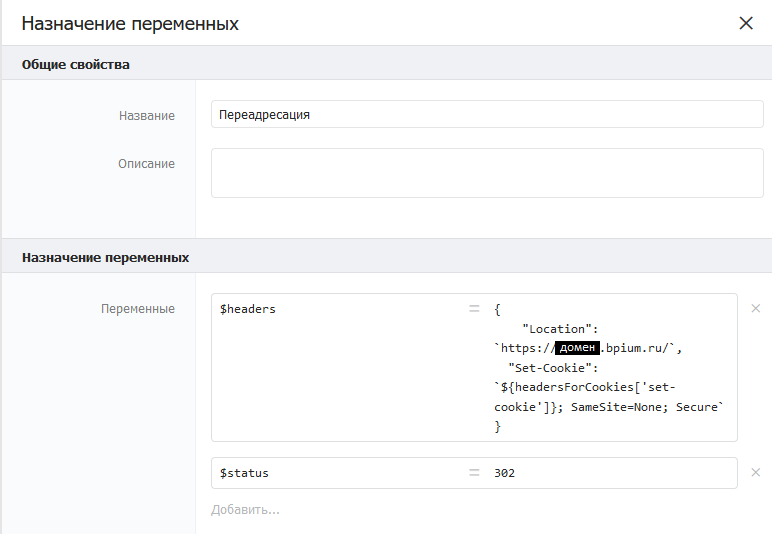 Назначение переменных
Общие свойства
Название
Переадресация
Описание
Назначение переменных
Переменные
$headers = {
"Location":
`https://домен.bpium.ru/`,
"Set-Cookie":
`${headersForCookies['set-
cookie']}; SameSite=None; Secure`
}
$status = 302
Добавить...